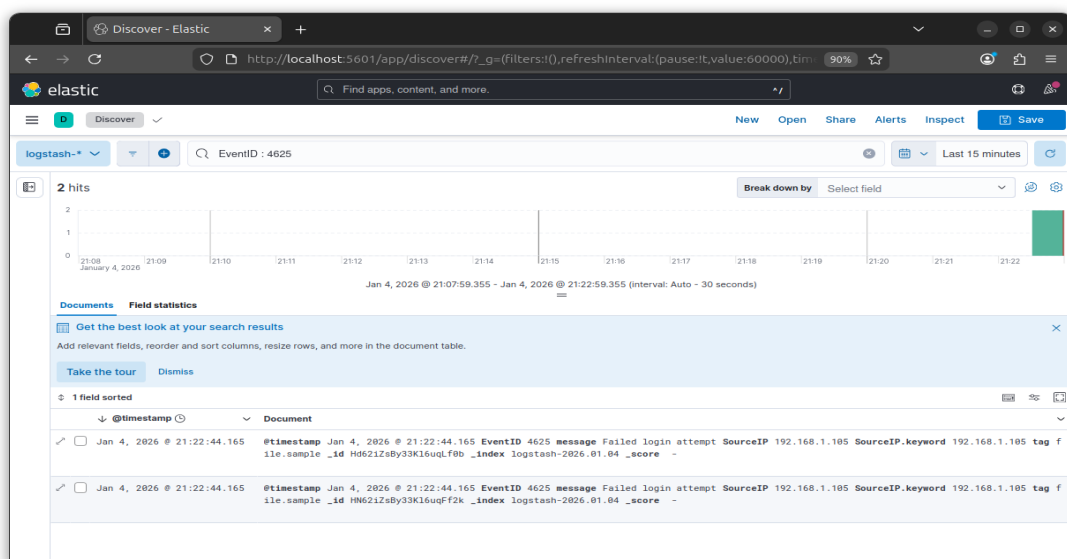 Discover - Elastic
http://localhost:5601/app/discover#/?_g=(filters:!(),refreshInterval:(pause:!t,value:60000),tim
90%
elastic
Find apps, content, and more.
^/
D Discover
New Open Share Alerts Inspect Save
logstash-*
EventID : 4625
Last 15 minutes
2 hits
Break down by Select field
2
1
0
21:08 21:09 21:10 21:11 21:12 21:13 21:14 21:15 21:16 21:17 21:18 21:19 21:20 21:21 21:22
January 4, 2026
Jan 4, 2026 @ 21:07:59.355 - Jan 4, 2026 @ 21:22:59.355 (interval: Auto - 30 seconds)
Documents Field statistics
Get the best look at your search results
Add relevant fields, reorder and sort columns, resize rows, and more in the document table.
Take the tour Dismiss
1 field sorted
@timestamp Document
Jan 4, 2026 @ 21:22:44.165 @timestamp Jan 4, 2026 @ 21:22:44.165 EventID 4625 message Failed login attempt SourceIP 192.168.1.105 SourceIP.keyword 192.168.1.105 tag f
ile.sample _id Hd62iZsBy33Kl6uqLf0b _index logstash-2026.01.04 _score -
Jan 4, 2026 @ 21:22:44.165 @timestamp Jan 4, 2026 @ 21:22:44.165 EventID 4625 message Failed login attempt SourceIP 192.168.1.105 SourceIP.keyword 192.168.1.105 tag f
ile.sample _id HN62iZsBy33Kl6uqFf2k _index logstash-2026.01.04 _score -